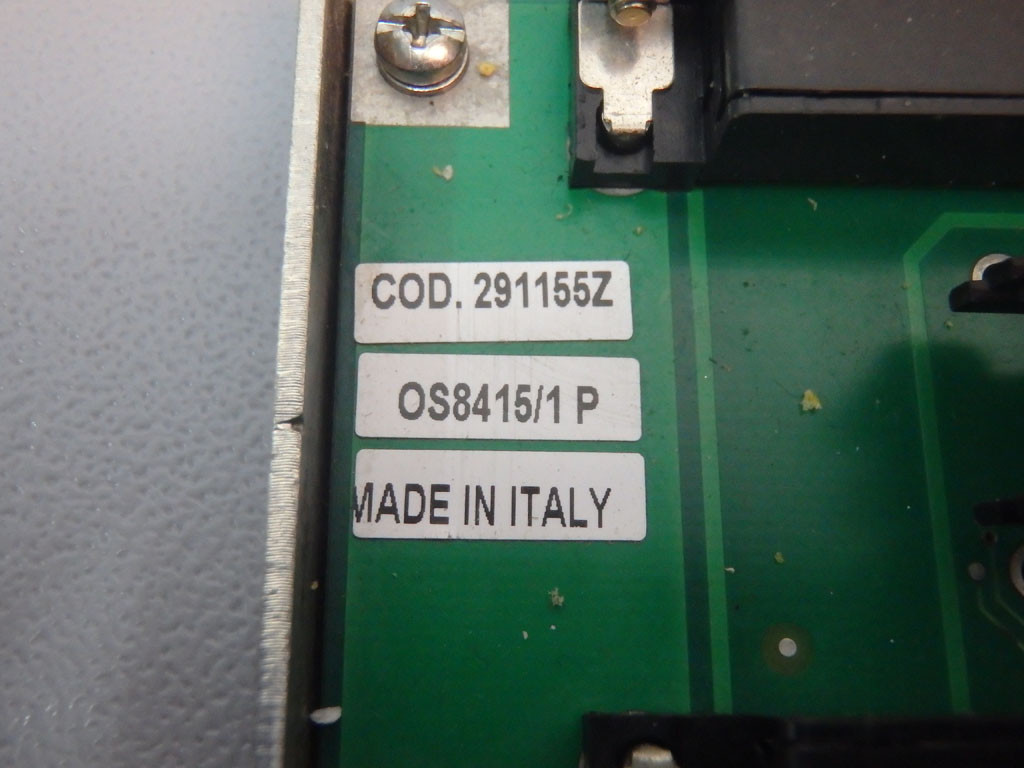 COD. 291155Z
OS8415/1 P
MADE IN ITALY